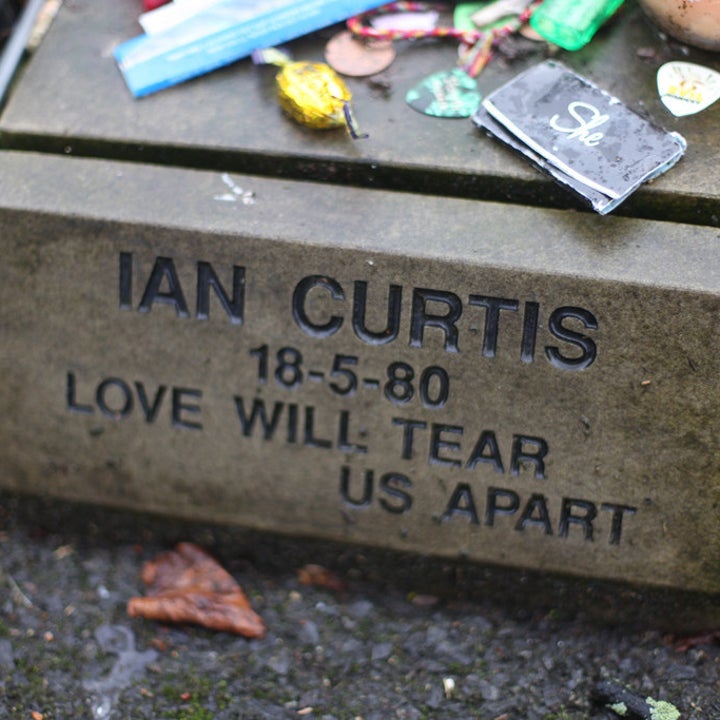 She
IAN CURTIS
18-5-80
LOVE WILL TEAR
US APART